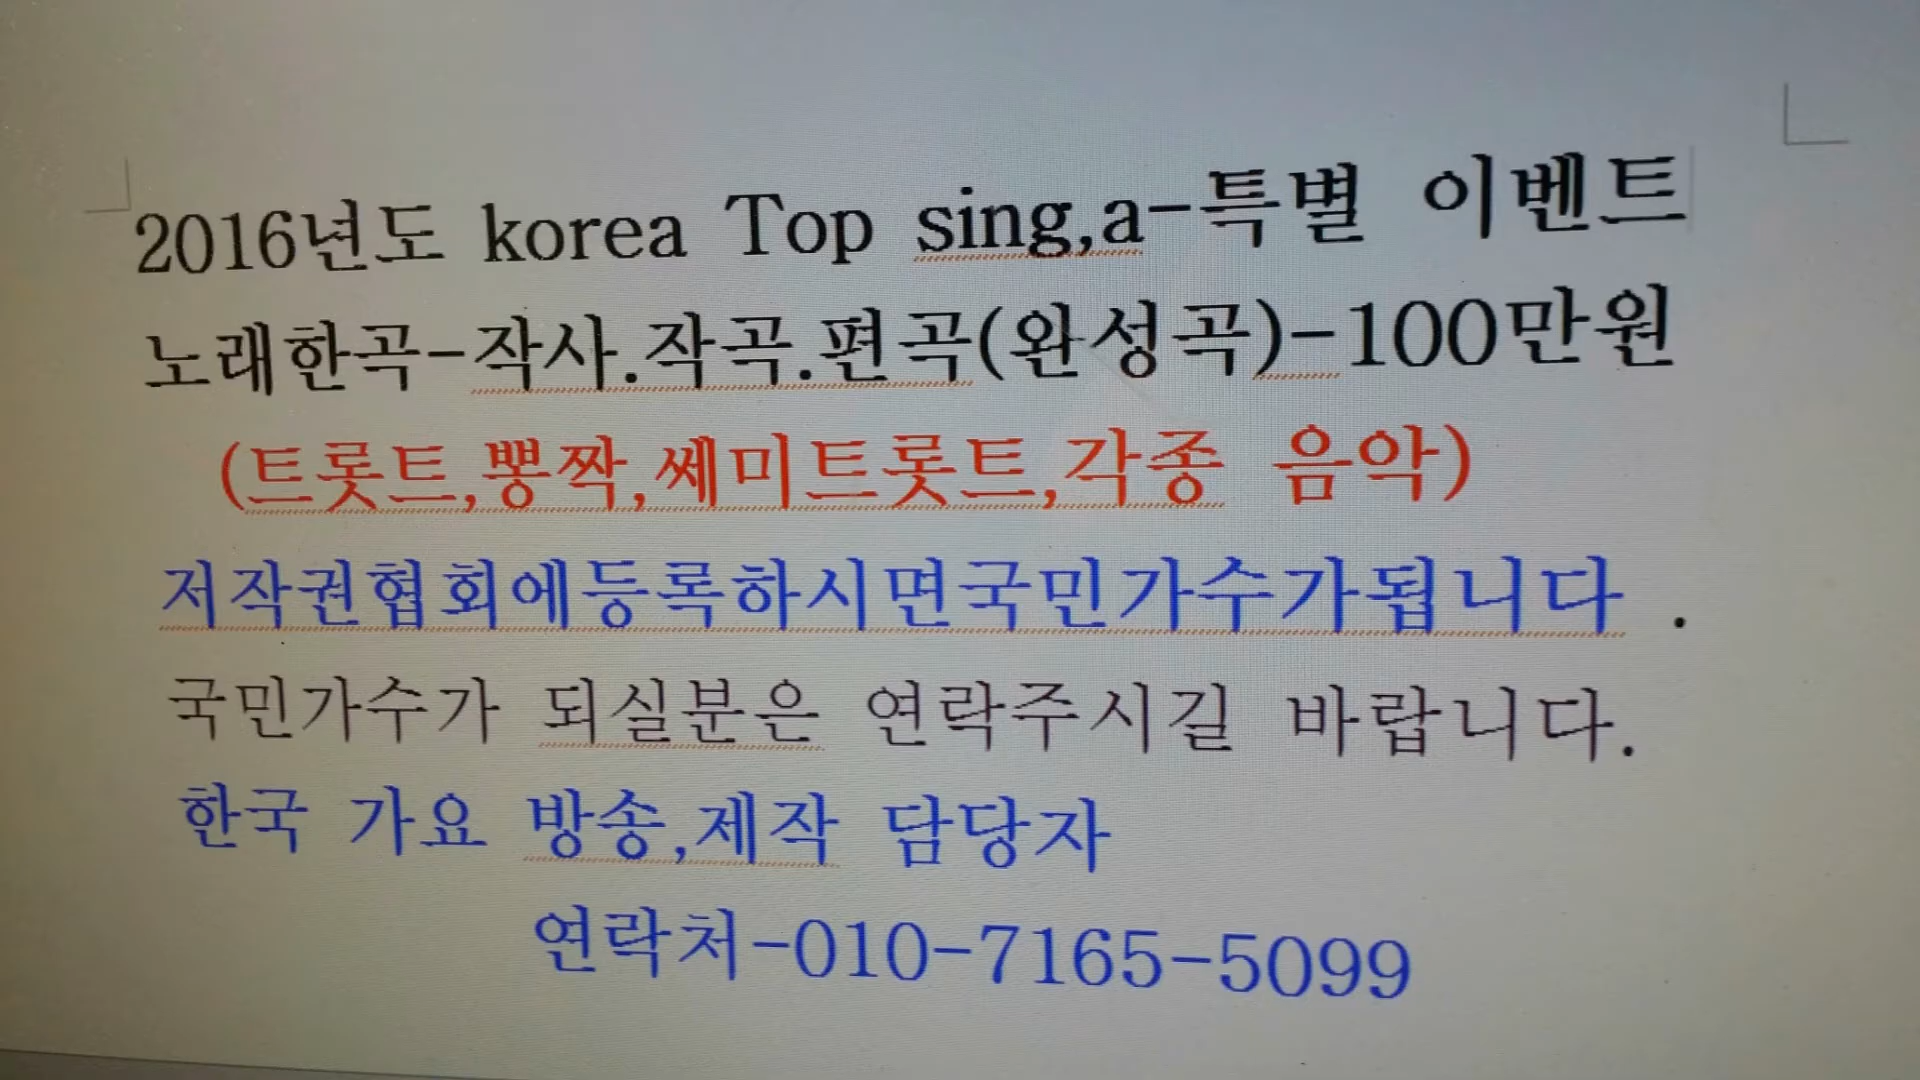 2016년도 korea Top sing,a-특별 이벤트
노래한곡-작사.작곡.편곡(완성곡)-100만원
(트롯트,뽕짝,쎄미트롯트,각종 음악)
저작권협회에등록하시면국민가수가됩니다 .
국민가수가 되실분은 연락주시길 바랍니다.
한국 가요 방송,제작 담당자
연락처-010-7165-5099